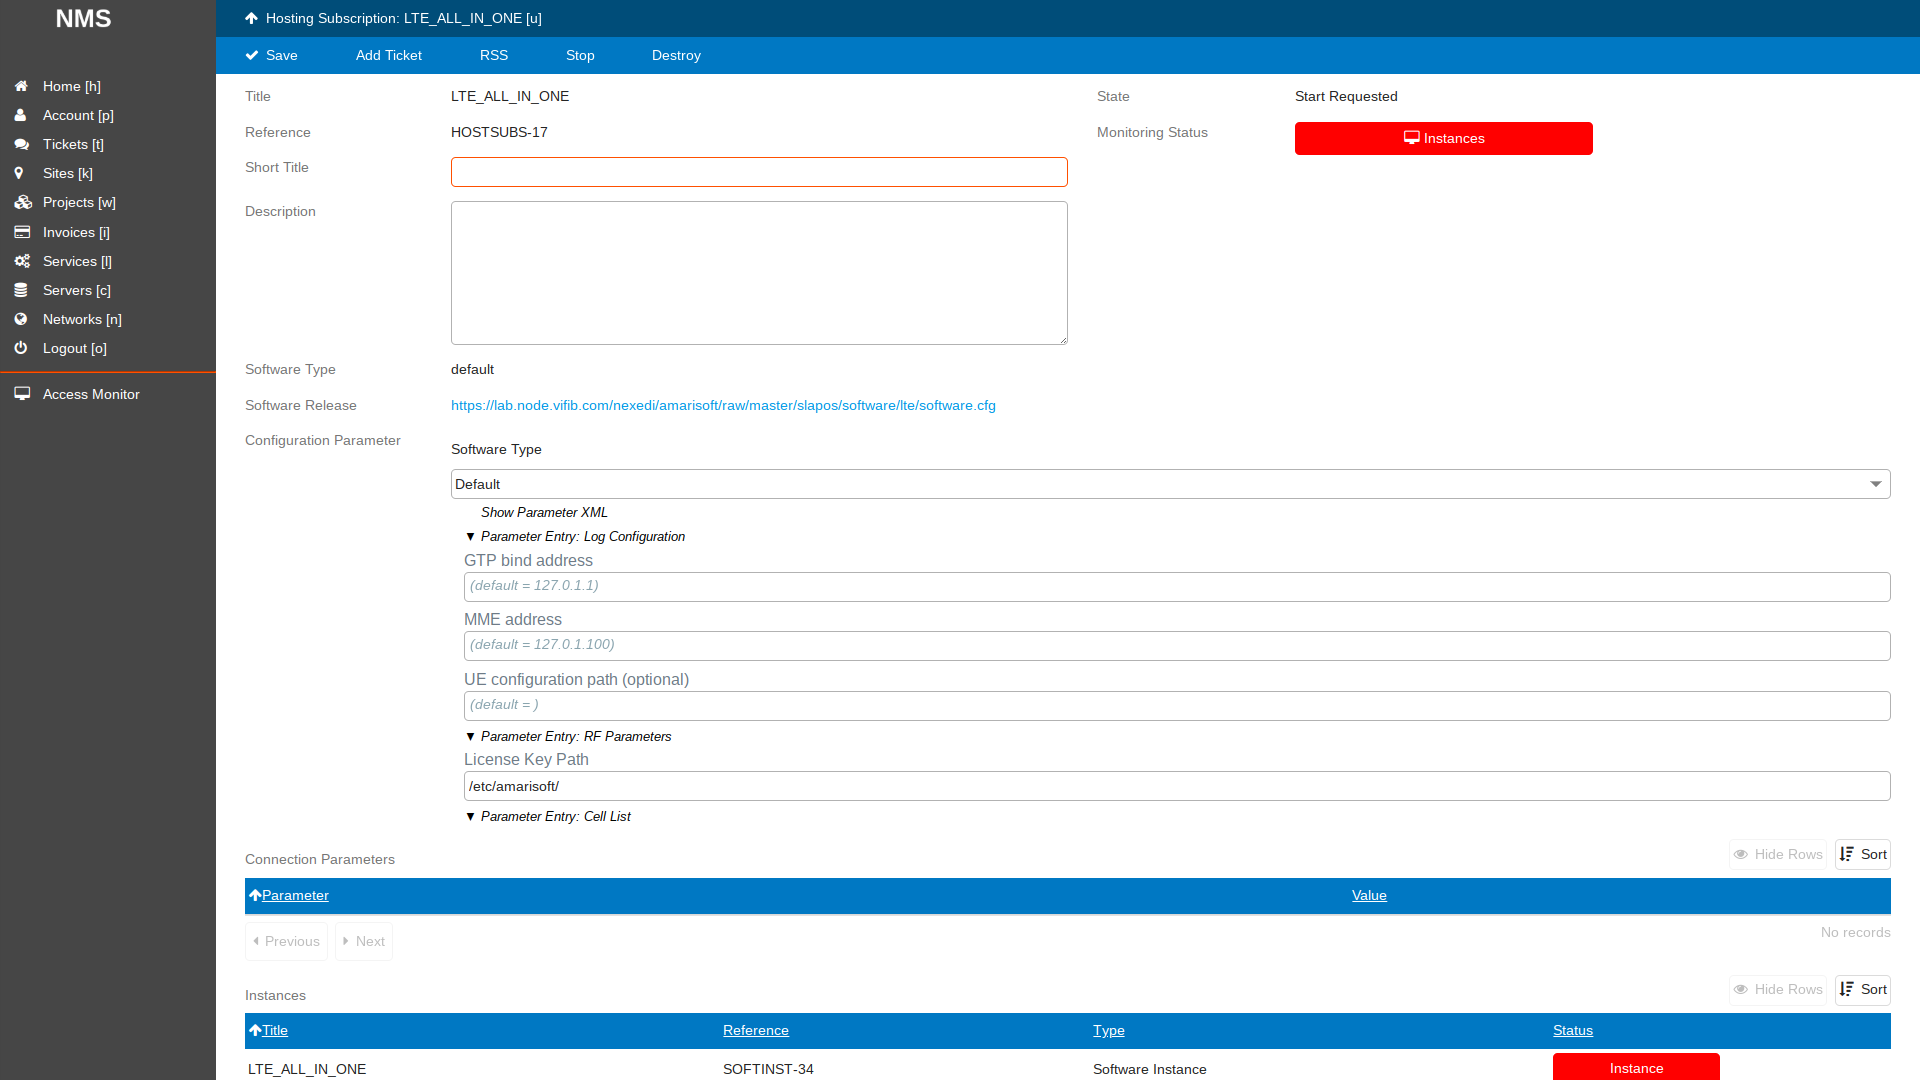 NMS
Hosting Subscription: LTE_ALL_IN_ONE [u]
Save Add Ticket RSS Stop Destroy
Home [h]
Account [p]
Tickets [t]
Sites [k]
Projects [w]
Invoices [i]
Services [l]
Servers [c]
Networks [n]
Logout [o]
Access Monitor
Title LTE_ALL_IN_ONE State Start Requested
Reference HOSTSUBS-17 Monitoring Status Instances
Short Title
Description
Software Type default
Software Release https://lab.node.vifib.com/nexedi/amarisoft/raw/master/slapos/software/lte/software.cfg
Configuration Parameter
Software Type
Default
Show Parameter XML
▼ Parameter Entry: Log Configuration
GTP bind address
(default = 127.0.1.1)
MME address
(default = 127.0.1.100)
UE configuration path (optional)
(default = )
▼ Parameter Entry: RF Parameters
License Key Path
/etc/amarisoft/
▼ Parameter Entry: Cell List
Connection Parameters Hide Rows Sort
Parameter Value
Previous Next No records
Instances Hide Rows Sort
Title Reference Type Status
LTE_ALL_IN_ONE SOFTINST-34 Software Instance Instance